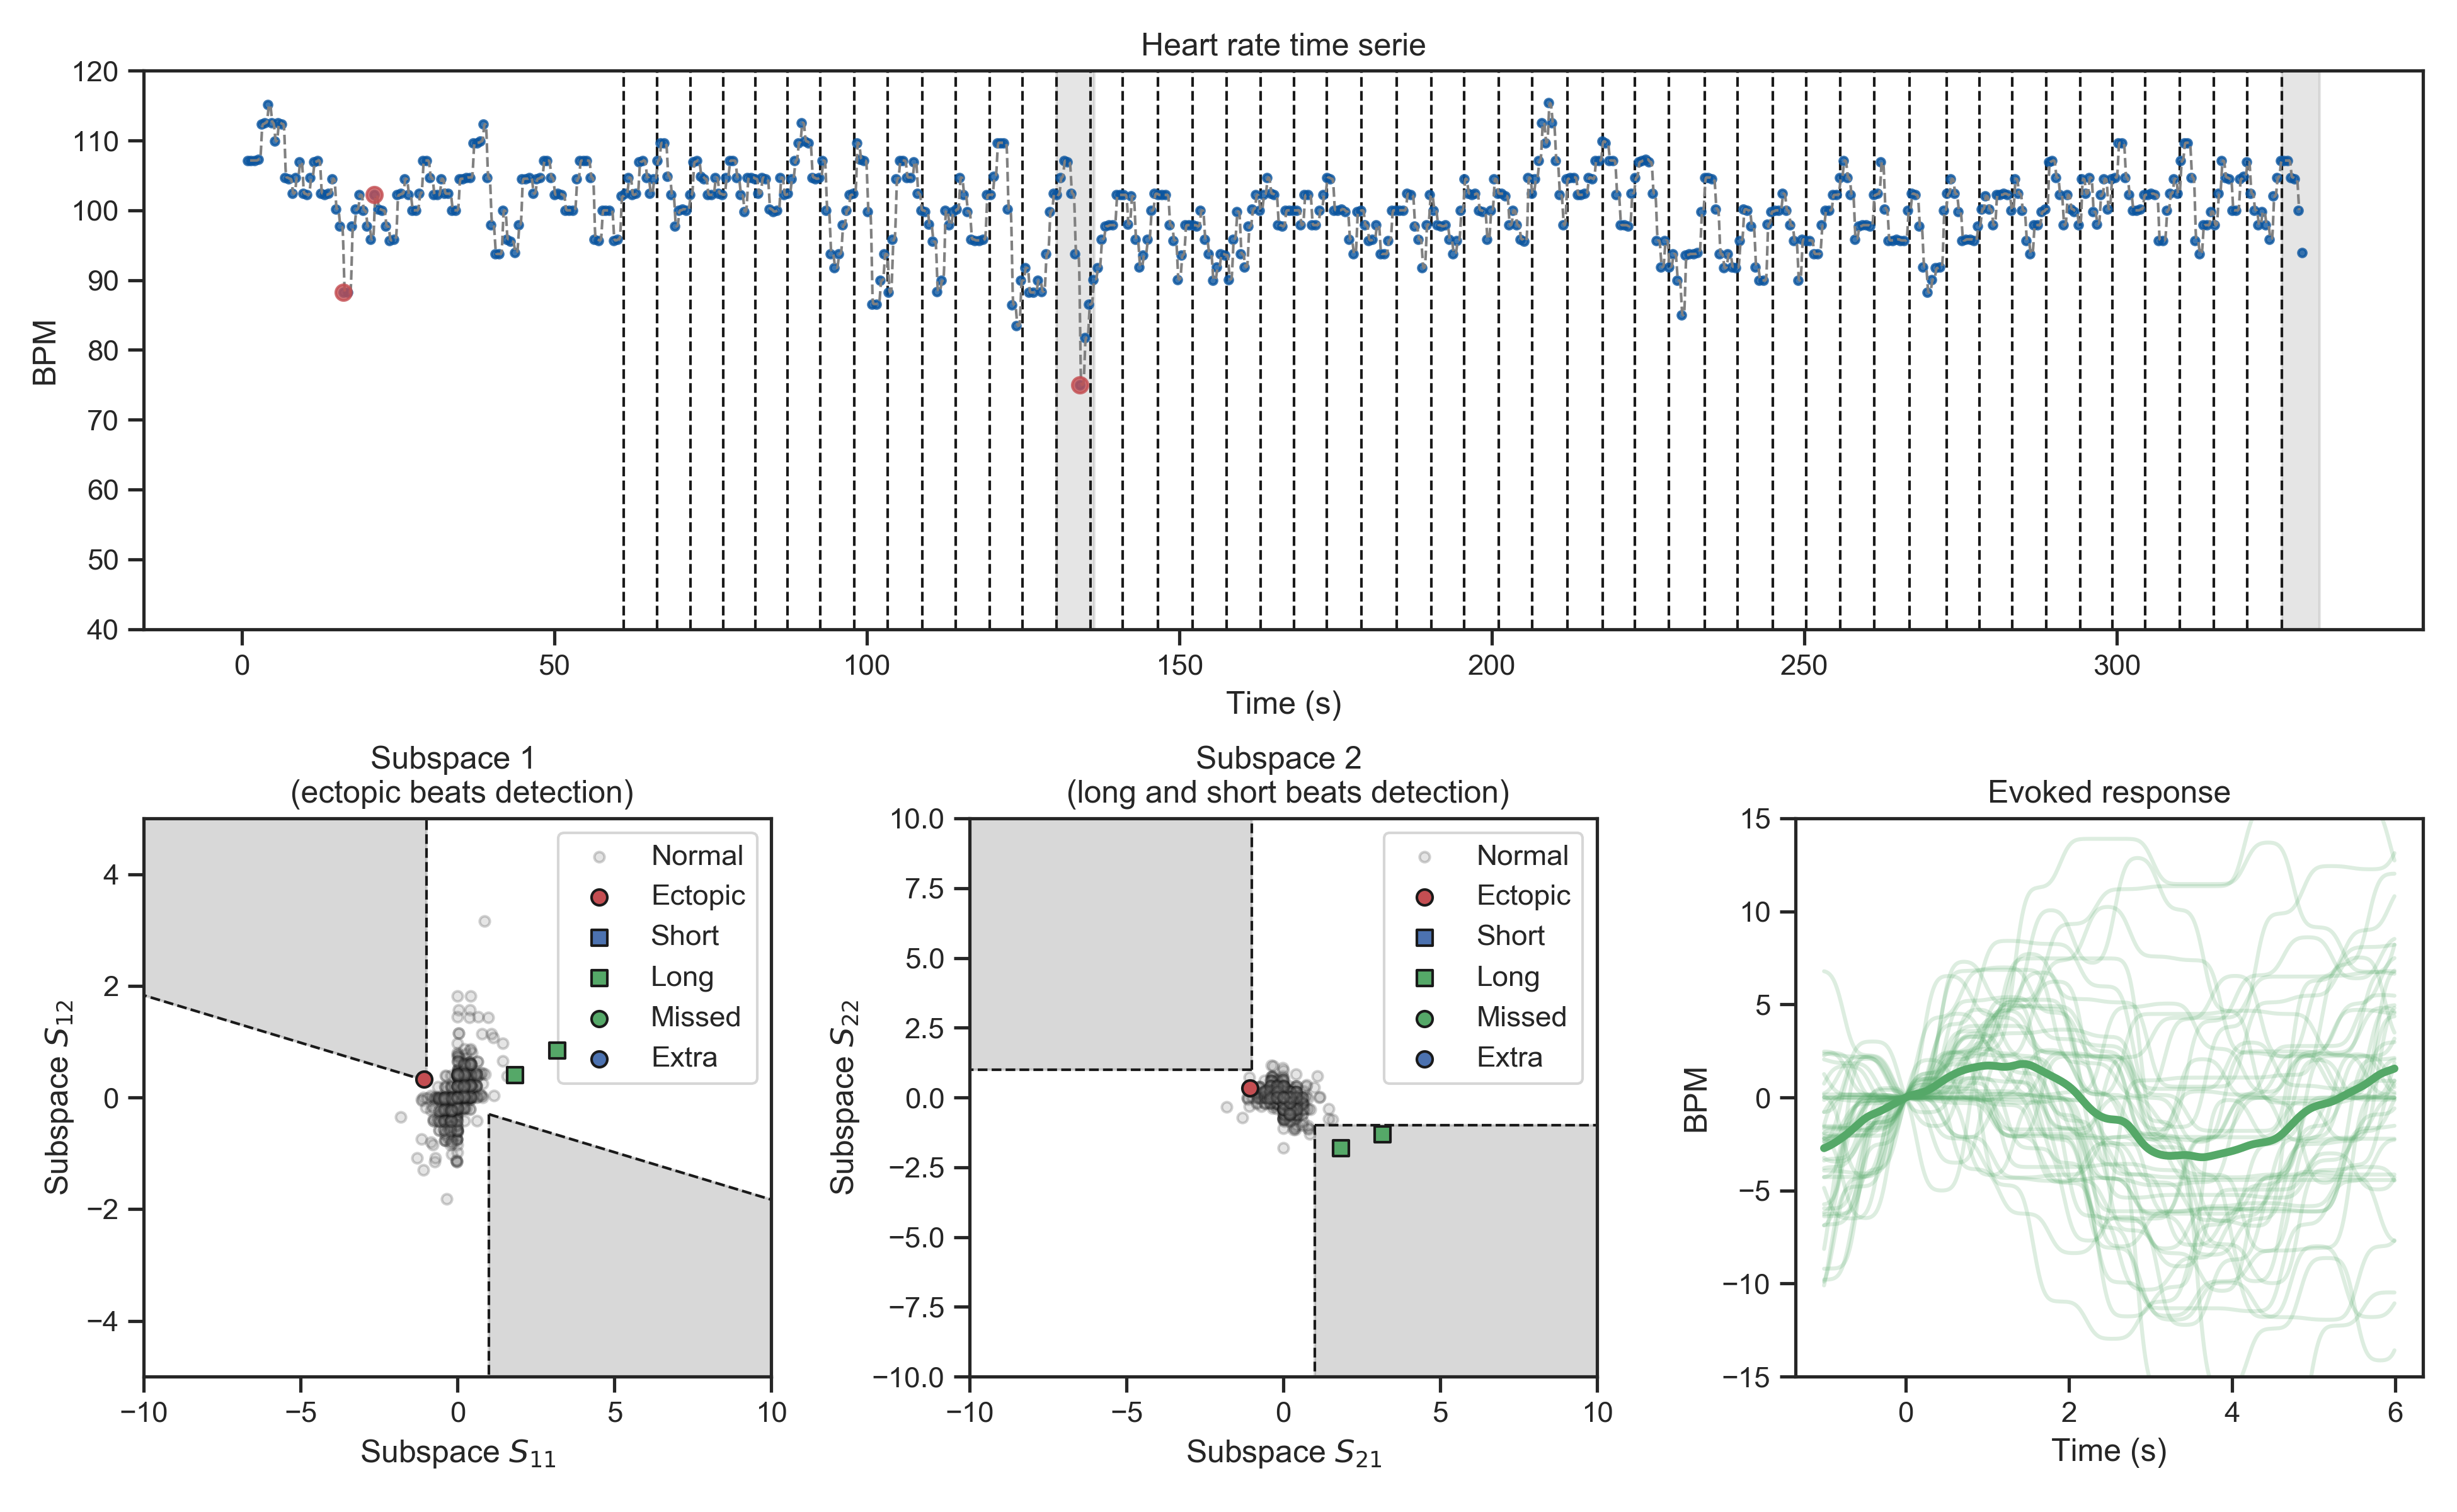 Heart rate time serie
120
110
100
90
80
70
60
50
40
BPM
0 50 100 150 200 250 300
Time (s)
Subspace 1
(ectopic beats detection)
4
2
0
−2
−4
Subspace S12
−10 −5 0 5 10
Subspace S11
Normal
Ectopic
Short
Long
Missed
Extra
Subspace 2
(long and short beats detection)
10.0
7.5
5.0
2.5
0.0
−2.5
−5.0
−7.5
−10.0
Subspace S22
−10 −5 0 5 10
Subspace S21
Normal
Ectopic
Short
Long
Missed
Extra
Evoked response
15
10
5
0
−5
−10
−15
BPM
0 2 4 6
Time (s)